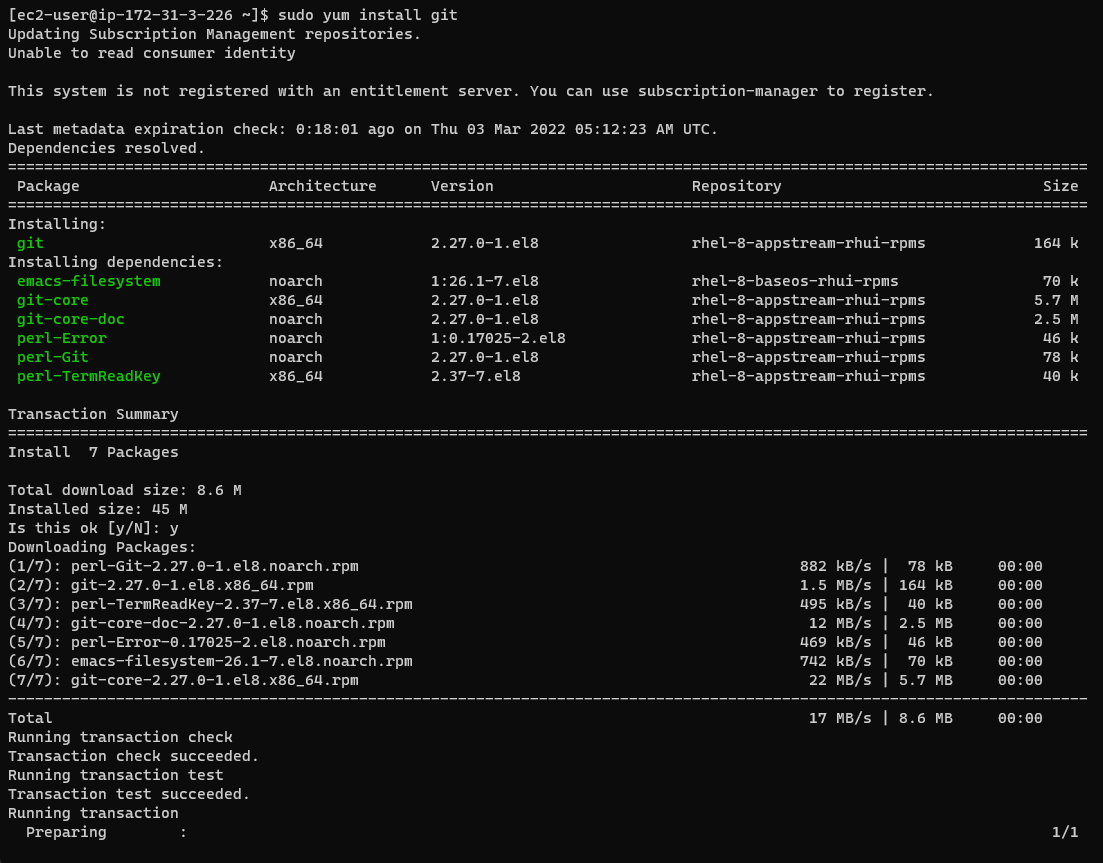 [ec2-user@ip-172-31-3-226 ~]$ sudo yum install git
Updating Subscription Management repositories.
Unable to read consumer identity

This system is not registered with an entitlement server. You can use subscription-manager to register.

Last metadata expiration check: 0:18:01 ago on Thu 03 Mar 2022 05:12:23 AM UTC.
Dependencies resolved.
========================================================================================================================
 Package                     Architecture      Version                      Repository                             Size
========================================================================================================================
Installing:
 git                         x86_64            2.27.0-1.el8                 rhel-8-appstream-rhui-rpms            164 k
Installing dependencies:
 emacs-filesystem            noarch            1:26.1-7.el8                 rhel-8-baseos-rhui-rpms                70 k
 git-core                    x86_64            2.27.0-1.el8                 rhel-8-appstream-rhui-rpms            5.7 M
 git-core-doc                noarch            2.27.0-1.el8                 rhel-8-appstream-rhui-rpms            2.5 M
 perl-Error                  noarch            1:0.17025-2.el8              rhel-8-appstream-rhui-rpms             46 k
 perl-Git                    noarch            2.27.0-1.el8                 rhel-8-appstream-rhui-rpms             78 k
 perl-TermReadKey            x86_64            2.37-7.el8                   rhel-8-appstream-rhui-rpms             40 k

Transaction Summary
========================================================================================================================
Install  7 Packages

Total download size: 8.6 M
Installed size: 45 M
Is this ok [y/N]: y
Downloading Packages:
(1/7): perl-Git-2.27.0-1.el8.noarch.rpm                                                 882 kB/s |  78 kB     00:00
(2/7): git-2.27.0-1.el8.x86_64.rpm                                                      1.5 MB/s | 164 kB     00:00
(3/7): perl-TermReadKey-2.37-7.el8.x86_64.rpm                                           495 kB/s |  40 kB     00:00
(4/7): git-core-doc-2.27.0-1.el8.noarch.rpm                                              12 MB/s | 2.5 MB     00:00
(5/7): perl-Error-0.17025-2.el8.noarch.rpm                                              469 kB/s |  46 kB     00:00
(6/7): emacs-filesystem-26.1-7.el8.noarch.rpm                                           742 kB/s |  70 kB     00:00
(7/7): git-core-2.27.0-1.el8.x86_64.rpm                                                  22 MB/s | 5.7 MB     00:00
------------------------------------------------------------------------------------------------------------------------
Total                                                                                    17 MB/s | 8.6 MB     00:00
Running transaction check
Transaction check succeeded.
Running transaction test
Transaction test succeeded.
Running transaction
  Preparing        :                                                                                                1/1